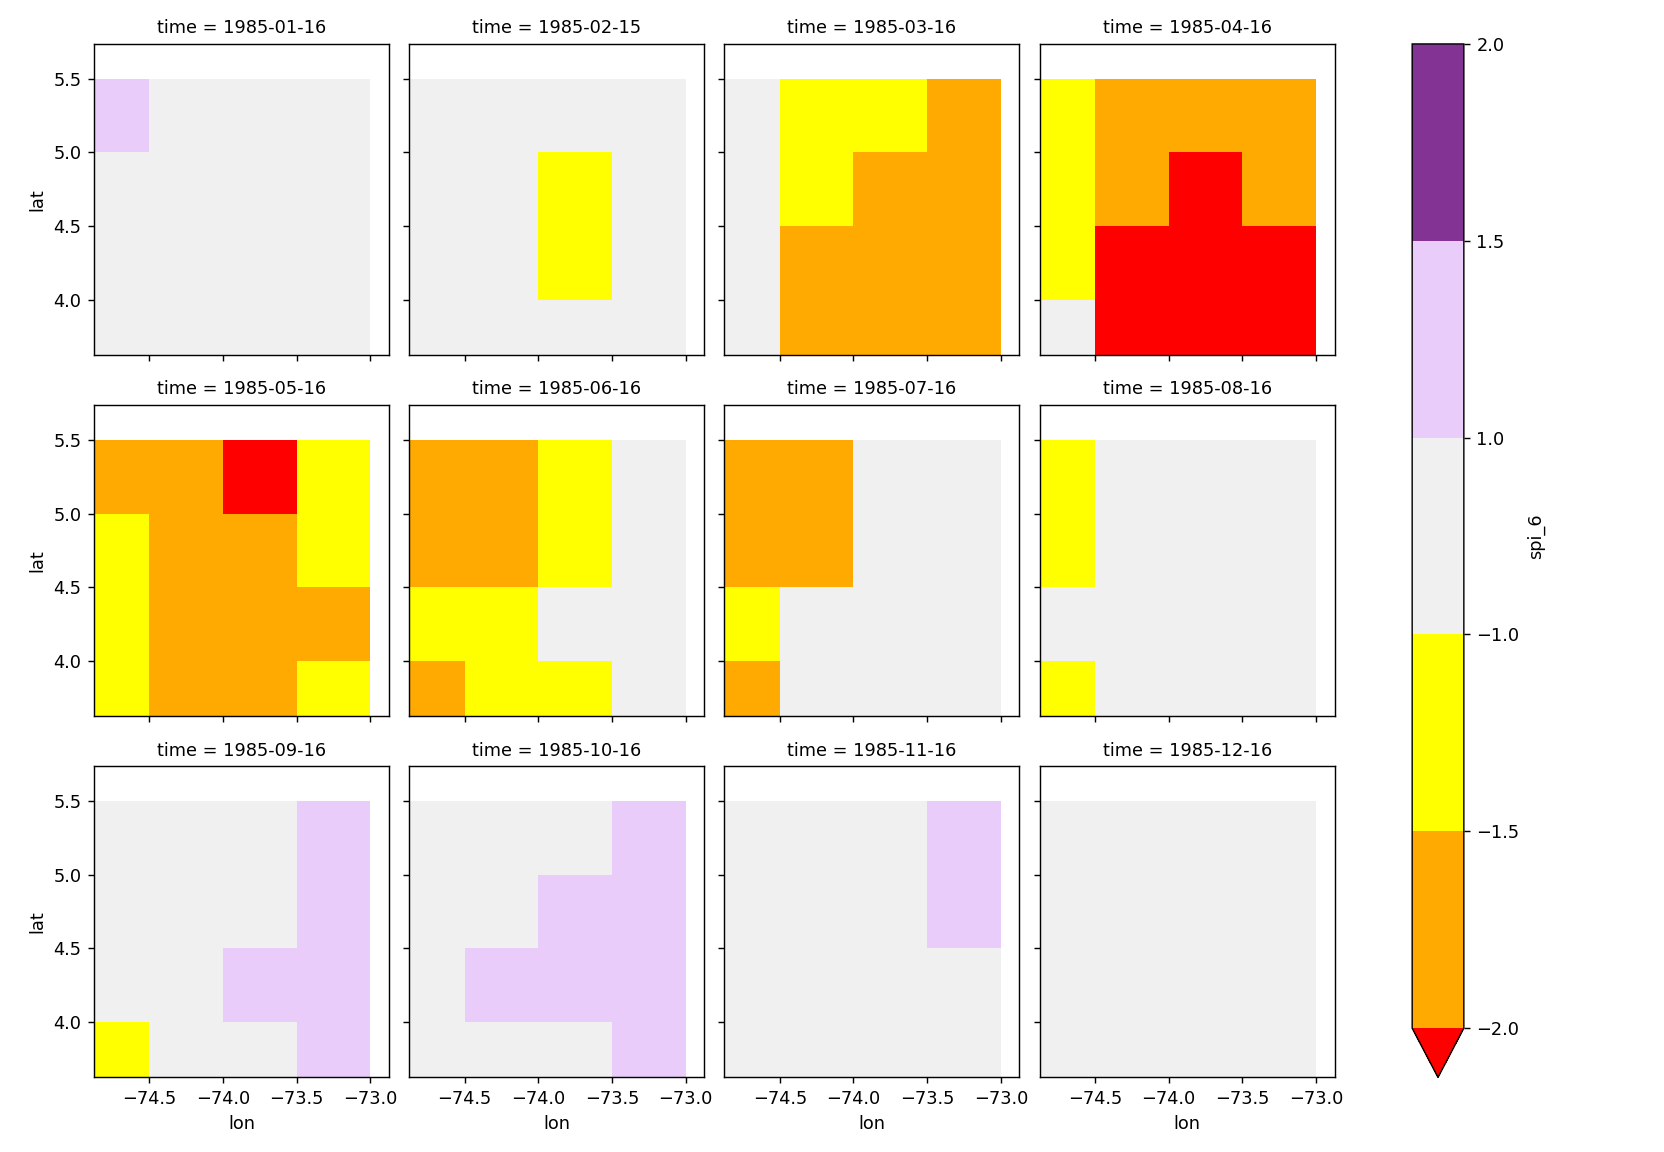 time = 1985-01-16
time = 1985-02-15
time = 1985-03-16
time = 1985-04-16
lat
5.5
5.0
4.5
4.0
time = 1985-05-16
time = 1985-06-16
time = 1985-07-16
time = 1985-08-16
lat
5.5
5.0
4.5
4.0
time = 1985-09-16
time = 1985-10-16
time = 1985-11-16
time = 1985-12-16
lat
5.5
5.0
4.5
4.0
−74.5 −74.0 −73.5 −73.0
lon
−74.5 −74.0 −73.5 −73.0
lon
−74.5 −74.0 −73.5 −73.0
lon
−74.5 −74.0 −73.5 −73.0
lon
2.0
1.5
1.0
−1.0
−1.5
−2.0
spi_6